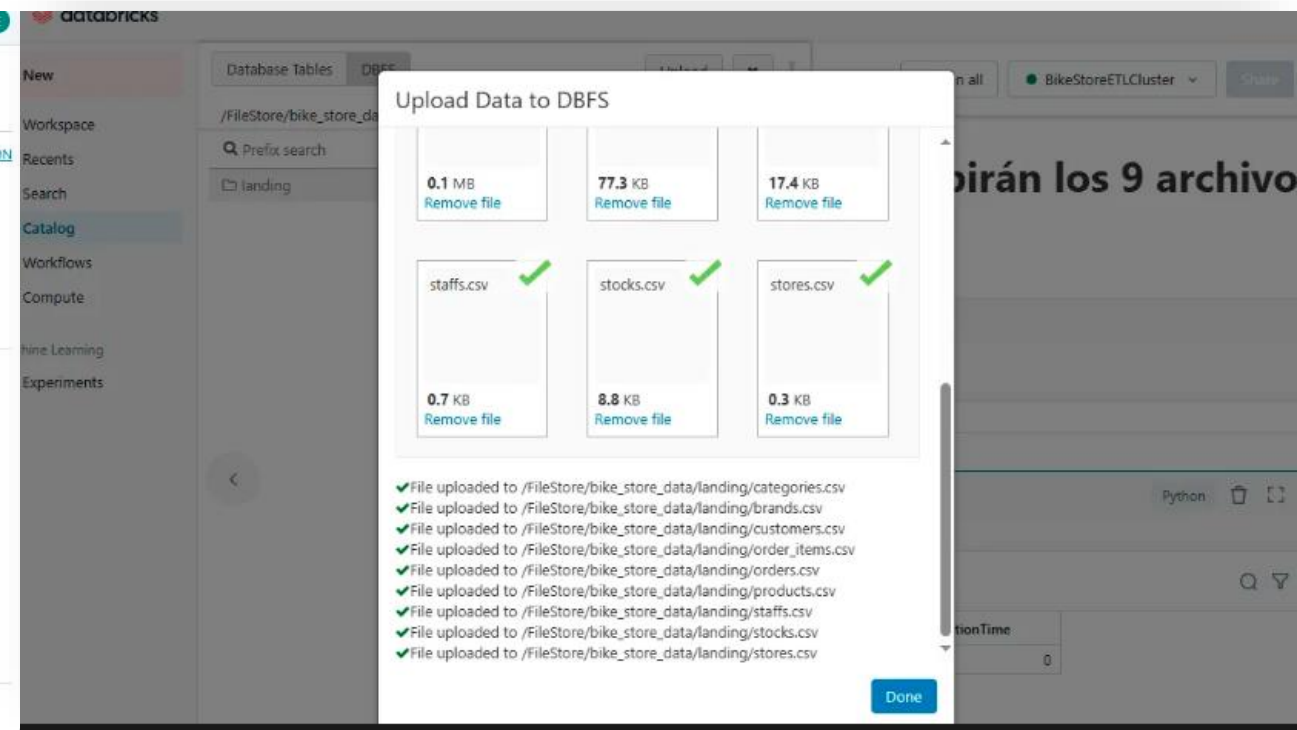 databricks
New
Workspace
ON
Recents
Search
Catalog
Workflows
Compute
Experiments
Database Tables
/FileStore/bike_store_da
Prefix search
landing
n all
BikeStoreETLCluster
Share
birán los 9 archivo
Upload Data to DBFS
0.1 MB
Remove file
77.3 KB
Remove file
17.4 KB
Remove file
staffs.csv
0.7 KB
Remove file
stocks.csv
8.8 KB
Remove file
stores.csv
0.3 KB
Remove file
File uploaded to /FileStore/bike_store_data/landing/categories.csv
File uploaded to /FileStore/bike_store_data/landing/brands.csv
File uploaded to /FileStore/bike_store_data/landing/customers.csv
File uploaded to /FileStore/bike_store_data/landing/order_items.csv
File uploaded to /FileStore/bike_store_data/landing/orders.csv
File uploaded to /FileStore/bike_store_data/landing/products.csv
File uploaded to /FileStore/bike_store_data/landing/staffs.csv
File uploaded to /FileStore/bike_store_data/landing/stocks.csv
File uploaded to /FileStore/bike_store_data/landing/stores.csv
Done
Python
tionTime
0
hine Learning